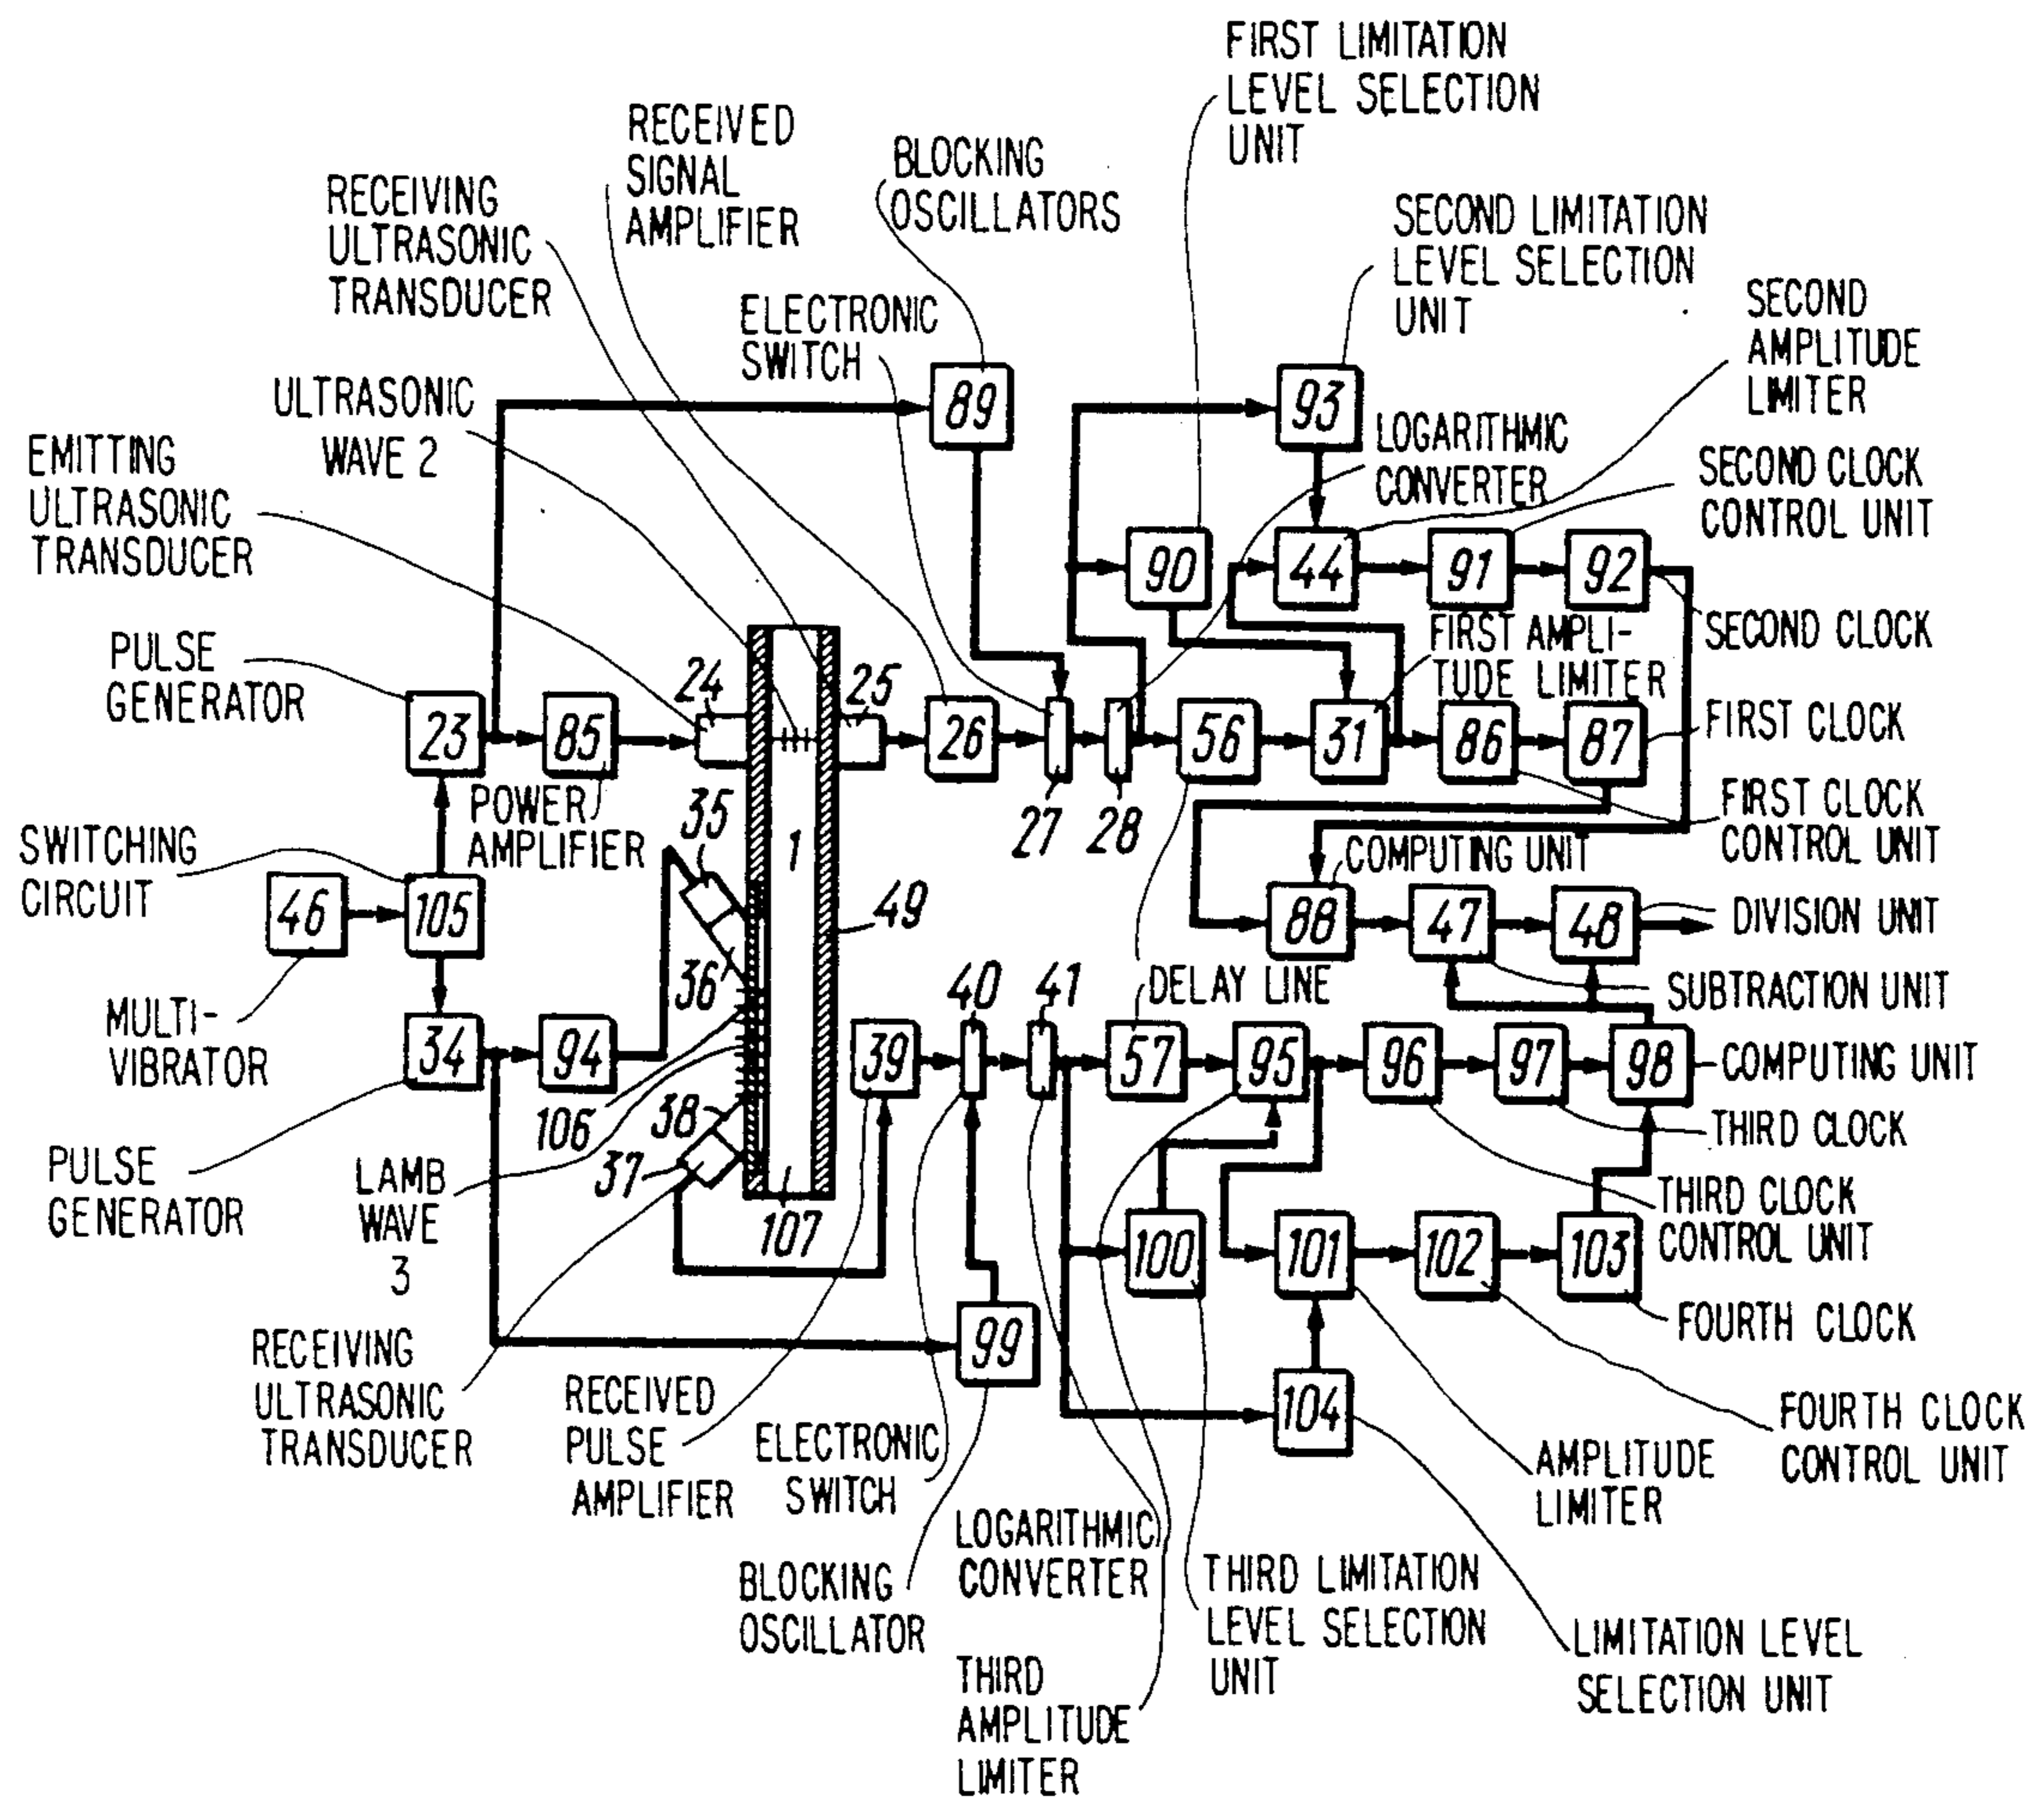 FIRST LIMITATION
LEVEL SELECTION
UNIT
RECEIVED
SIGNAL
AMPLIFIER
BLOCKING
OSCILLATORS
RECEIVING
ULTRASONIC
TRANSDUCER
SECOND LIMITATION
LEVEL SELECTION
UNIT
ELECTRONIC
SWITCH
SECOND
AMPLITUDE
LIMITER
ULTRASONIC
WAVE 2
89
93
LOGARITHMIC
CONVERTER
EMITTING
ULTRASONIC
TRANSDUCER
SECOND CLOCK
CONTROL UNIT
90
44
91
92
SECOND CLOCK
FIRST AMPLI-
TUDE LIMITER
PULSE
GENERATOR
24
25
23
85
26
56
31
86
87
FIRST CLOCK
POWER
AMPLIFIER
35
27
28
1
FIRST CLOCK
CONTROL UNIT
SWITCHING
CIRCUIT
COMPUTING UNIT
46
105
49
88
47
48
DIVISION UNIT
36
40
41
DELAY LINE
SUBTRACTION UNIT
MULTI-
VIBRATOR
34
94
39
57
95
96
97
98
COMPUTING UNIT
106
38
THIRD CLOCK
37
PULSE
GENERATOR
LAMB
WAVE
3
107
100
101
102
103
THIRD CLOCK
CONTROL UNIT
FOURTH CLOCK
99
RECEIVING
ULTRASONIC
TRANSDUCER
RECEIVED
PULSE
AMPLIFIER
ELECTRONIC
SWITCH
104
FOURTH CLOCK
CONTROL UNIT
AMPLITUDE
LIMITER
LOGARITHMIC
CONVERTER
BLOCKING
OSCILLATOR
THIRD LIMITATION
LEVEL SELECTION
UNIT
LIMITATION LEVEL
SELECTION UNIT
THIRD
AMPLITUDE
LIMITER